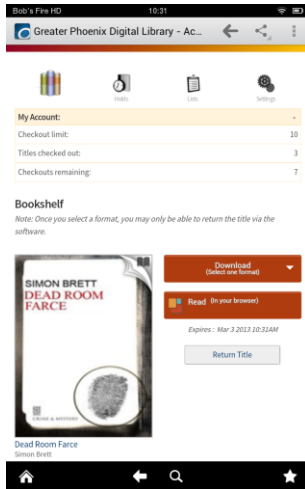 Bob's Fire HD 10:31
Greater Phoenix Digital Library - Ac...
Holds Lists Settings
My Account: -
Checkout limit: 10
Titles checked out: 3
Checkouts remaining: 7
Bookshelf
Note: Once you select a format, you may only be able to return the title via the
software.
SIMON BRETT
DEAD ROOM
FARCE
CRIME & MYSTERY
Download
(Select one format)
Read (In your browser)
Expires : Mar 3 2013 10:31AM
Return Title
Dead Room Farce
Simon Brett